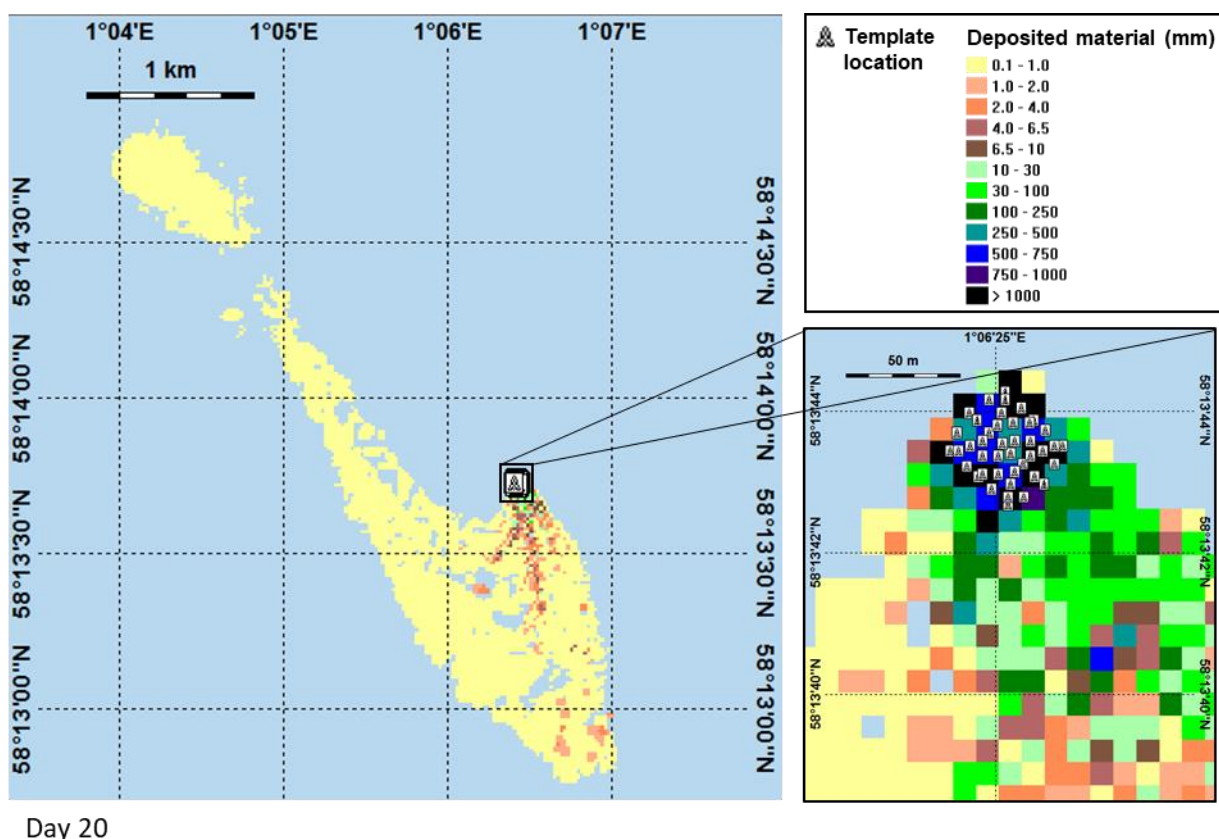 1°04'E 1°05'E 1°06'E 1°07'E
1 km
58°14'30"N
58°14'30"N
58°14'00"N
58°14'00"N
58°13'30"N
58°13'30"N
58°13'00"N
58°13'00"N
Template location
Deposited material (mm)
0.1 - 1.0
1.0 - 2.0
2.0 - 4.0
4.0 - 6.5
6.5 - 10
10 - 30
30 - 100
100 - 250
250 - 500
500 - 750
750 - 1000
> 1000
1°06'25"E
50 m
58°13'44"N
58°13'44"N
58°13'42"N
58°13'42"N
58°13'40"N
58°13'40"N
Day 20